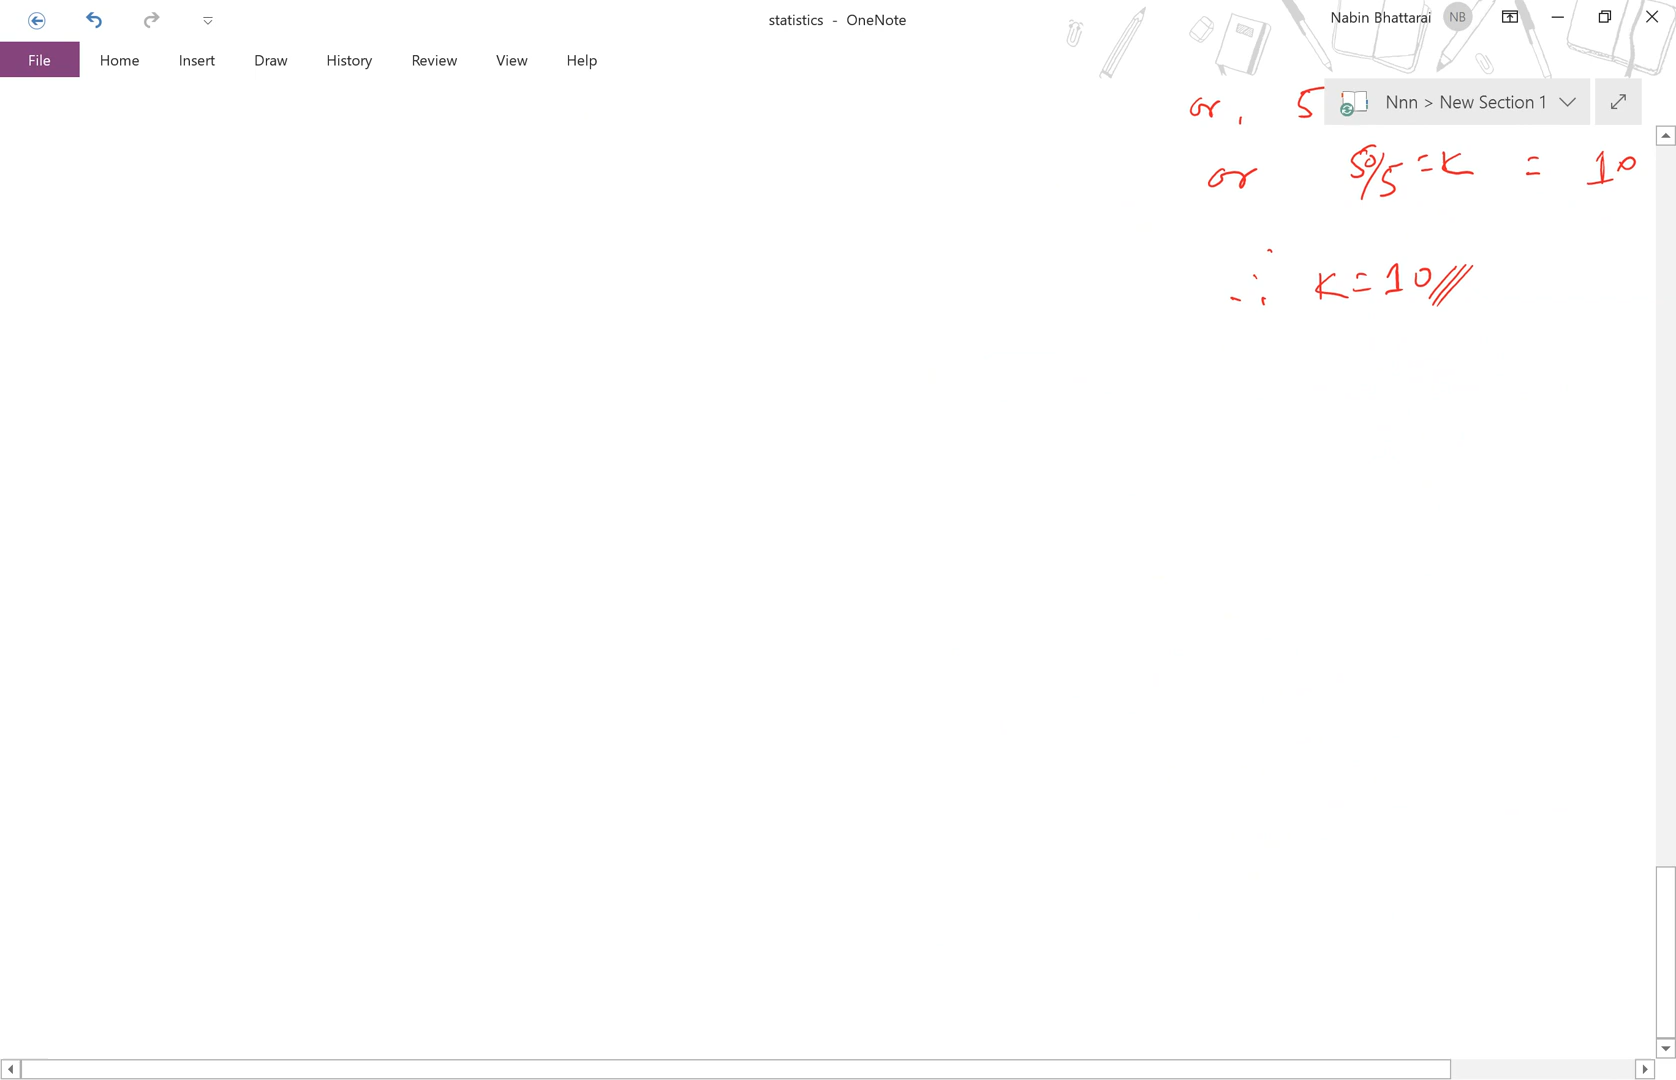 statistics - OneNote
Nabin Bhattarai NB
File Home Insert Draw History Review View Help
Nnn > New Section 1
or, 5
or 50/5 = K = 10
∴ K = 10